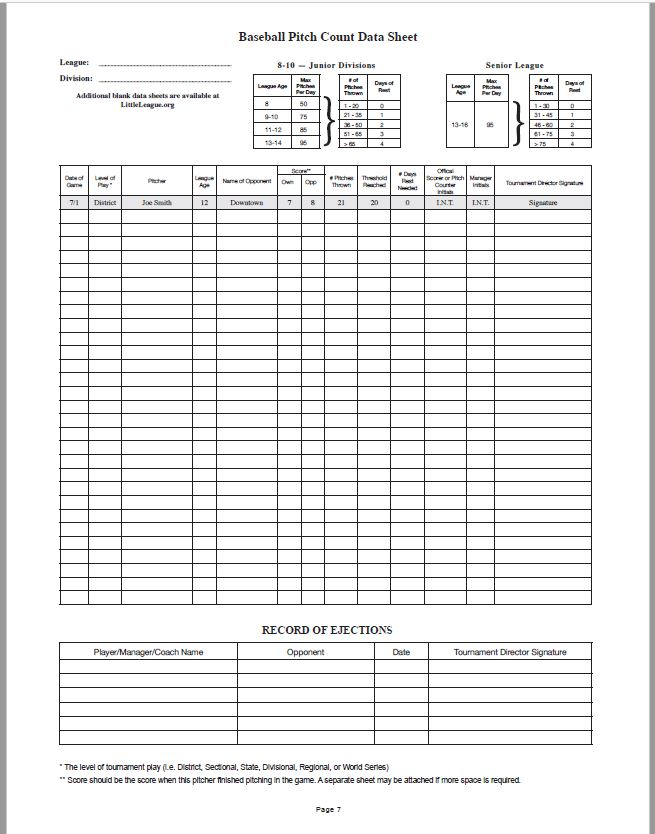 Baseball Pitch Count Data Sheet
League:
Division:
Additional blank data sheets are available at
LittleLeague.org
8-10 — Junior Divisions
League Age | Max Pitches Per Day
8 | 50
9-10 | 75
11-12 | 85
13-14 | 95
# of Pitches Thrown | Days of Rest
1 - 20 | 0
21 - 35 | 1
36 - 50 | 2
51 - 65 | 3
> 65 | 4
Senior League
League Age | Max Pitches Per Day
13-16 | 95
# of Pitches Thrown | Days of Rest
1 - 30 | 0
31 - 45 | 1
46 - 60 | 2
61 - 75 | 3
> 75 | 4
Date of Game | Level of Play * | Pitcher | League Age | Name of Opponent | Score** Own Opp | # Pitches Thrown | Threshold Reached | # Days Rest Needed | Offical Scorer or Pitch Counter Initials | Manager Initials | Tournament Director Signature
7/1 | District | Joe Smith | 12 | Downtown | 7 | 8 | 21 | 20 | 0 | I.N.T. | I.N.T. | Signature
RECORD OF EJECTIONS
Player/Manager/Coach Name | Opponent | Date | Tournament Director Signature
* The level of tournament play (i.e. District, Sectional, State, Divisional, Regional, or World Series)
** Score should be the score when this pitcher finished pitching in the game. A separate sheet may be attached if more space is required.
Page 7